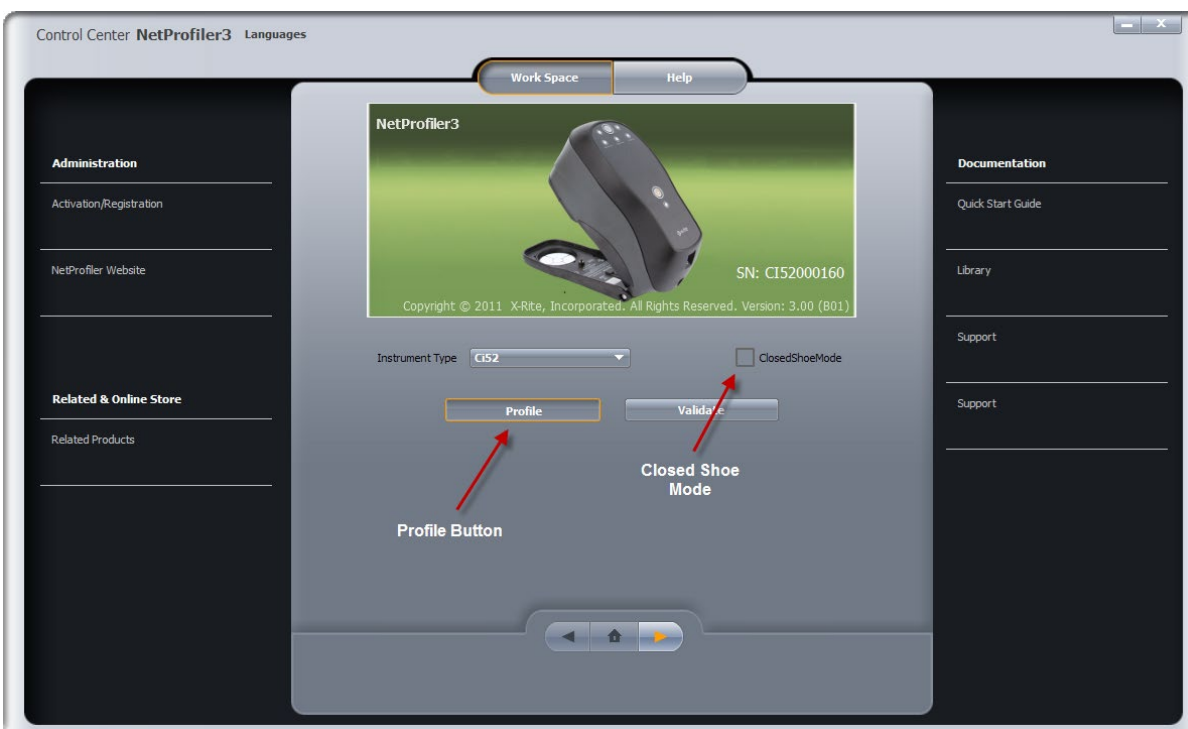 Control Center NetProfiler3 Languages
Work Space Help
Administration
Activation/Registration
NetProfiler Website
Related & Online Store
Related Products
NetProfiler3
SN: CI52000160
Copyright © 2011 X-Rite, Incorporated. All Rights Reserved. Version: 3.00 (B01)
Instrument Type Ci52 ClosedShoeMode
Profile Validate
Closed Shoe
Mode
Profile Button
Documentation
Quick Start Guide
Library
Support
Support